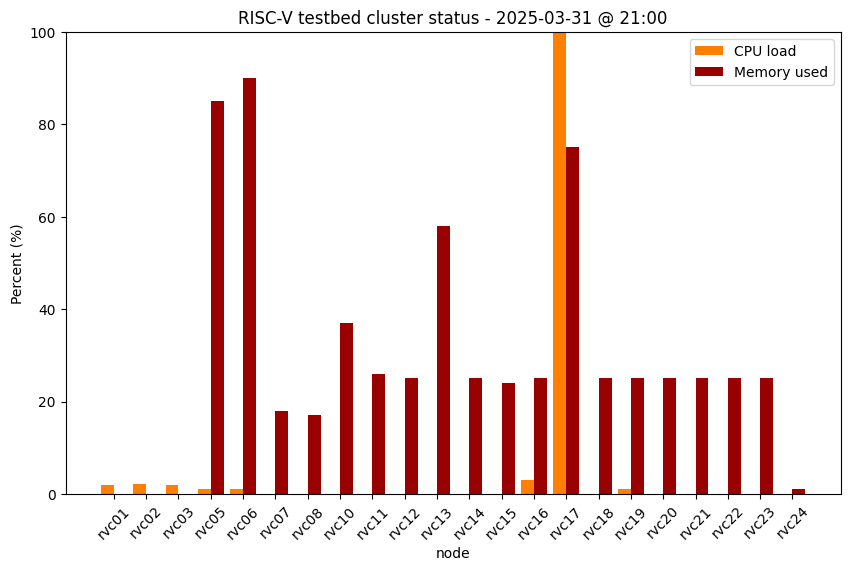 RISC-V testbed cluster status - 2025-03-31 @ 21:00
CPU load
Memory used
Percent (%)
100
80
60
40
20
0
rvc01
rvc02
rvc03
rvc05
rvc06
rvc07
rvc08
rvc10
rvc11
rvc12
rvc13
rvc14
rvc15
rvc16
rvc17
rvc18
rvc19
rvc20
rvc21
rvc22
rvc23
rvc24
node